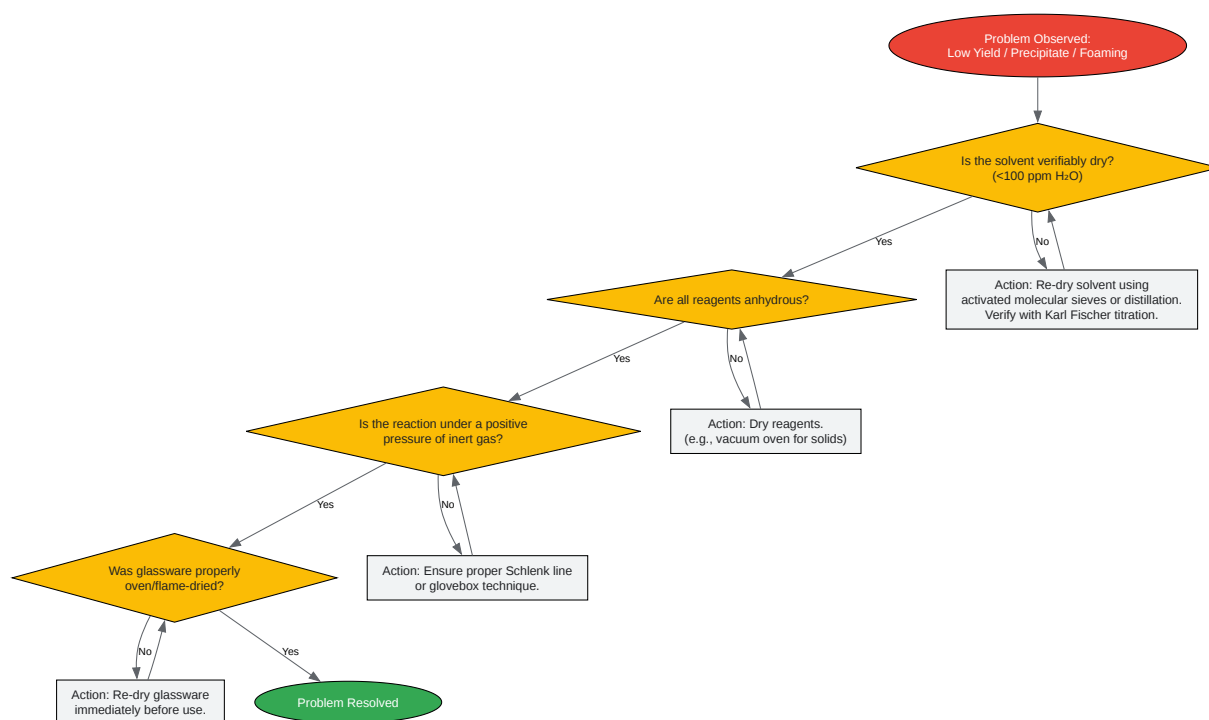 Problem Observed:
Low Yield / Precipitate / Foaming
Is the solvent verifiably dry?
(<100 ppm H₂O)
Yes
No
Action: Re-dry solvent using
activated molecular sieves or distillation.
Verify with Karl Fischer titration.
Are all reagents anhydrous?
Yes
No
Action: Dry reagents.
(e.g., vacuum oven for solids)
Is the reaction under a positive
pressure of inert gas?
Yes
No
Action: Ensure proper Schlenk line
or glovebox technique.
Was glassware properly
oven/flame-dried?
No
Yes
Action: Re-dry glassware
immediately before use.
Problem Resolved